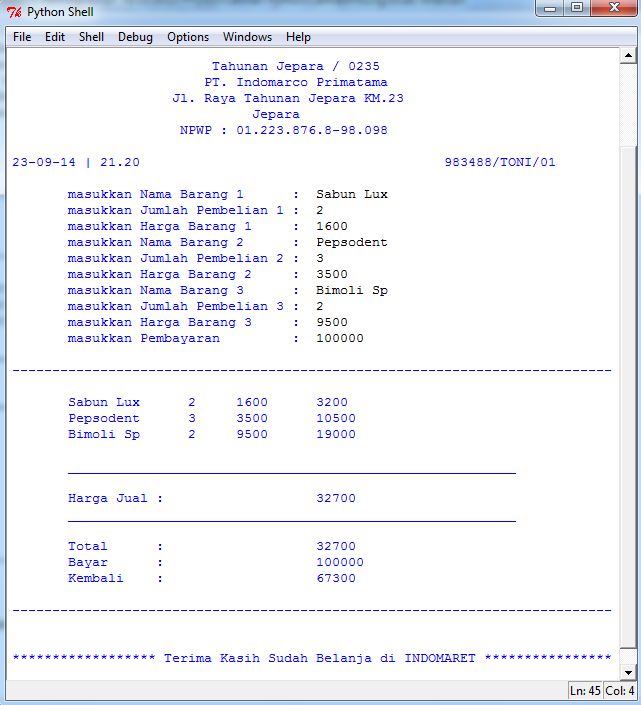 Python Shell
File Edit Shell Debug Options Windows Help
Tahunan Jepara / 0235
PT. Indomarco Primatama
Jl. Raya Tahunan Jepara KM.23
Jepara
NPWP : 01.223.876.8-98.098
23-09-14 | 21.20 983488/TONI/01
masukkan Nama Barang 1 : Sabun Lux
masukkan Jumlah Pembelian 1 : 2
masukkan Harga Barang 1 : 1600
masukkan Nama Barang 2 : Pepsodent
masukkan Jumlah Pembelian 2 : 3
masukkan Harga Barang 2 : 3500
masukkan Nama Barang 3 : Bimoli Sp
masukkan Jumlah Pembelian 3 : 2
masukkan Harga Barang 3 : 9500
masukkan Pembayaran : 100000
---------------------------------------------------------------------------
Sabun Lux 2 1600 3200
Pepsodent 3 3500 10500
Bimoli Sp 2 9500 19000
________________________________________________________
Harga Jual : 32700
________________________________________________________
Total : 32700
Bayar : 100000
Kembali : 67300
---------------------------------------------------------------------------
****************** Terima Kasih Sudah Belanja di INDOMARET ****************
Ln: 45 Col: 4